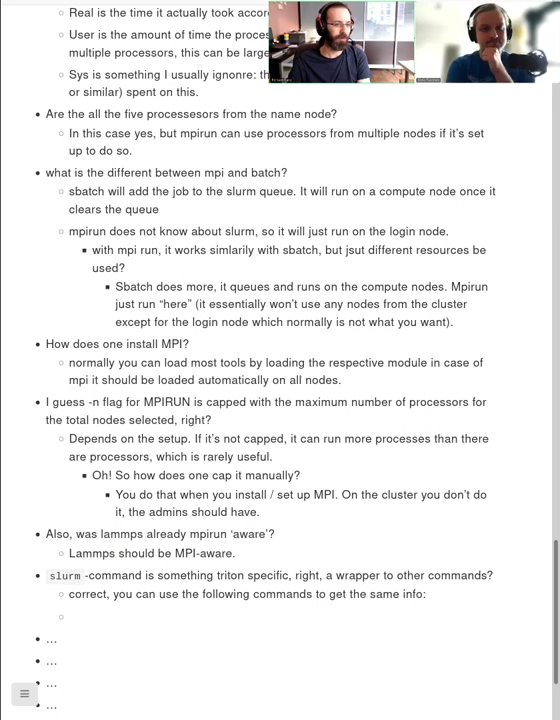 Real is the time it actually took accor
User is the amount of time the proces
multiple processors, this can be large
Sys is something I usually ignonre: th
or similar) spent on this.
Are the all the five processesors from the name node?
In this case yes, but mpirun can use processors from multiple nodes if it's set
up to do so.
what is the different between mpi and batch?
sbatch will add the job to the slurm queue. It will run on a compute node once it
clears the queue
mpirun does not know about slurm, so it will just run on the login node.
with mpi run, it works simlarily with sbatch, but jsut different resources be
used?
Sbatch does more, it queues and runs on the compute nodes. Mpirun
just run “here” (it essentially won't use any nodes from the cluster
except for the login node which normally is not what you want).
How does one install MPI?
normally you can load most tools by loading the respective module in case of
mpi it should be loaded automatically on all nodes.
I guess -n flag for MPIRUN is capped with the maximum number of processors for
the total nodes selected, right?
Depends on the setup. If it's not capped, it can run more processes than there
are processors, which is rarely useful.
Oh! So how does one cap it manually?
You do that when you install / set up MPI. On the cluster you don't do
it, the admins should have.
Also, was lammps already mpirun ‘aware’?
Lammps should be MPI-aware.
slurm -command is something triton specific, right, a wrapper to other commands?
correct, you can use the following commands to get the same info:
…
…
…
…